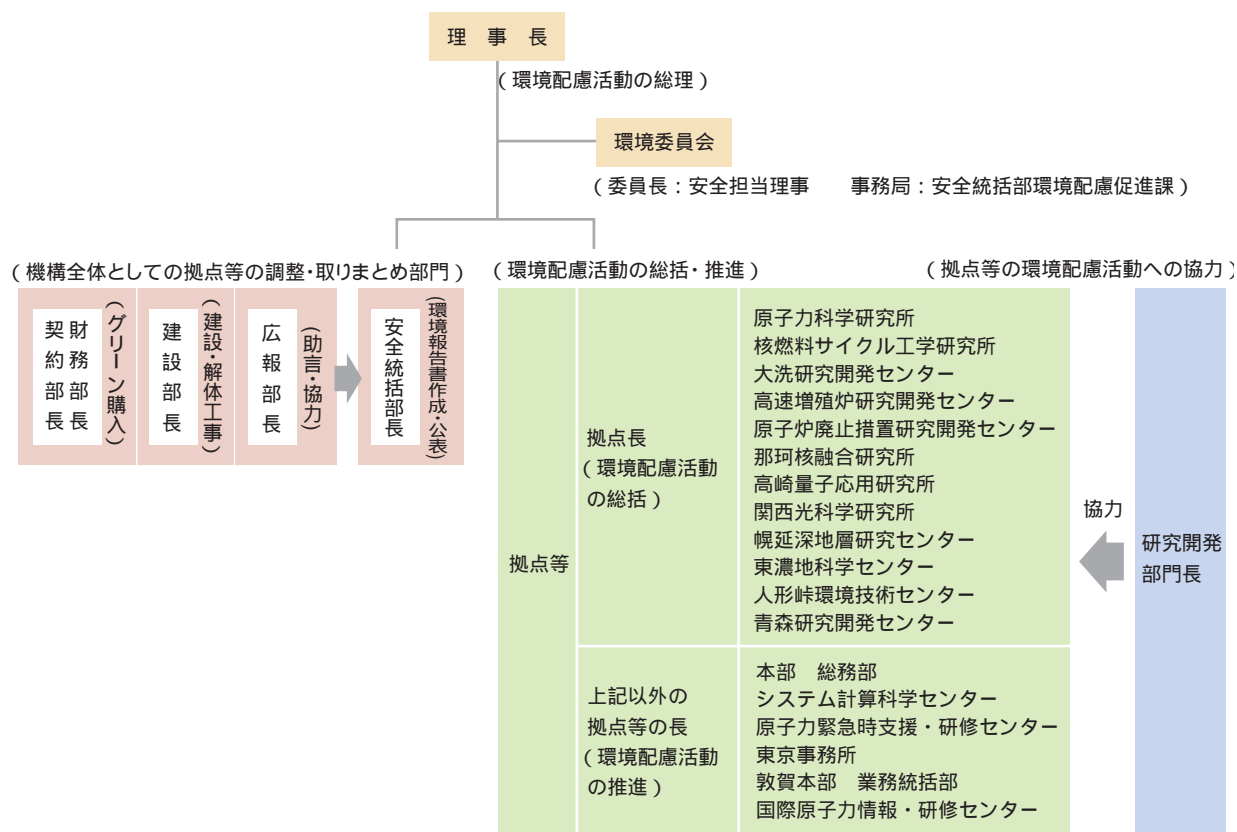 理 事 長
( 環境配慮活動の総理 )
環境委員会
( 委員長：安全担当理事　　事務局：安全統括部環境配慮促進課 )
( 機構全体としての拠点等の調整・取りまとめ部門 )
( 環境配慮活動の総括・推進 )
( 拠点等の環境配慮活動への協力 )
財務部長
契約部長
(グリーン購入)
建設部長
(建設・解体工事)
広報部長
(助言・協力)
安全統括部長
(環境報告書作成・公表)
拠点等
拠点長
( 環境配慮活動
の総括 )
原子力科学研究所
核燃料サイクル工学研究所
大洗研究開発センター
高速増殖炉研究開発センター
原子炉廃止措置研究開発センター
那珂核融合研究所
高崎量子応用研究所
関西光科学研究所
幌延深地層研究センター
東濃地科学センター
人形峠環境技術センター
青森研究開発センター
上記以外の
拠点等の長
( 環境配慮活動
の推進 )
本部　総務部
システム計算科学センター
原子力緊急時支援・研修センター
東京事務所
敦賀本部　業務統括部
国際原子力情報・研修センター
協力
研究開発
部門長